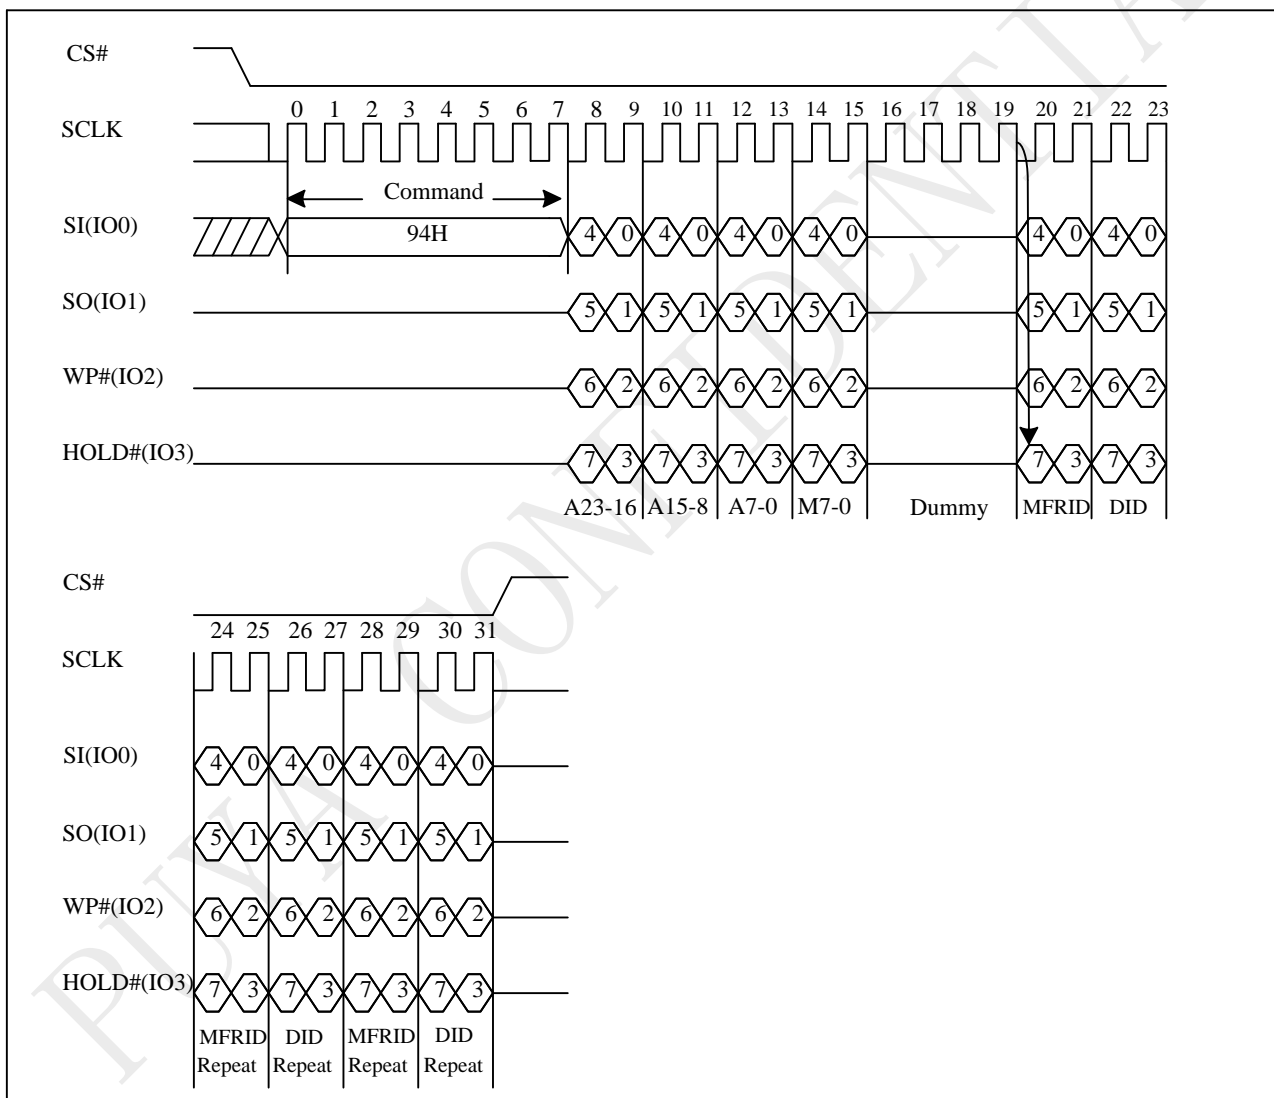 CS#
0 1 2 3 4 5 6 7 8 9 10 11 12 13 14 15 16 17 18 19 20 21 22 23
SCLK
Command
SI(IO0) 94H 4 0 4 0 4 0 4 0 4 0 4 0
SO(IO1) 5 1 5 1 5 1 5 1 5 1 5 1
WP#(IO2) 6 2 6 2 6 2 6 2 6 2 6 2
HOLD#(IO3) 7 3 7 3 7 3 7 3 7 3 7 3
A23-16 A15-8 A7-0 M7-0 Dummy MFRID DID
CS#
24 25 26 27 28 29 30 31
SCLK
SI(IO0) 4 0 4 0 4 0 4 0
SO(IO1) 5 1 5 1 5 1 5 1
WP#(IO2) 6 2 6 2 6 2 6 2
HOLD#(IO3) 7 3 7 3 7 3 7 3
MFRID DID MFRID DID
Repeat Repeat Repeat Repeat
PUYA CONFIDENTIA